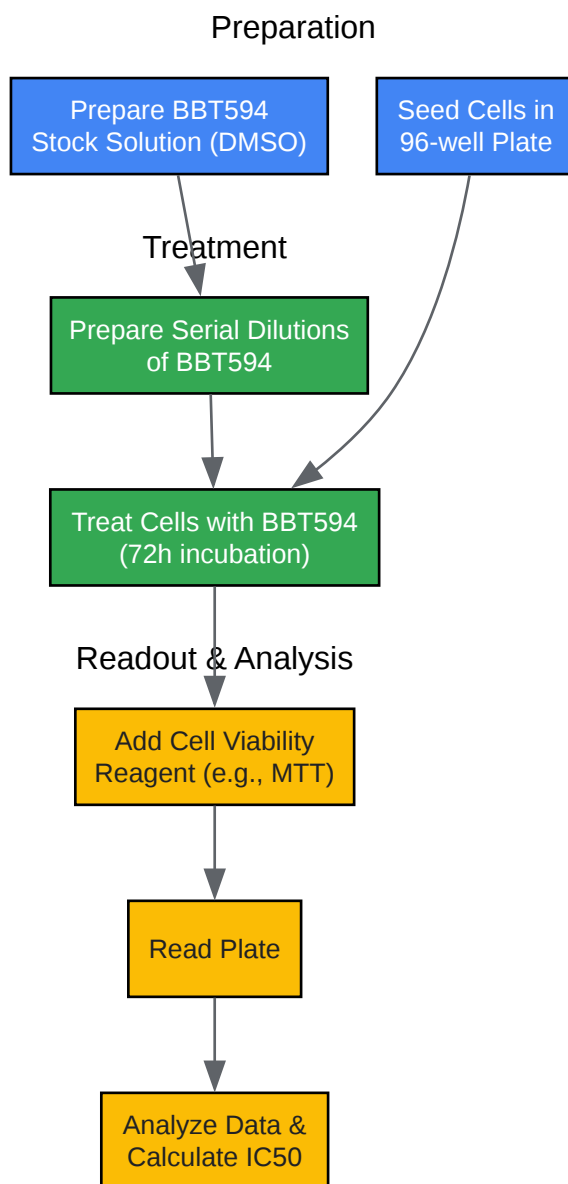 Preparation
Prepare BBT594
Stock Solution (DMSO)
Seed Cells in
96-well Plate
Treatment
Prepare Serial Dilutions
of BBT594
Treat Cells with BBT594
(72h incubation)
Readout & Analysis
Add Cell Viability
Reagent (e.g., MTT)
Read Plate
Analyze Data &
Calculate IC50